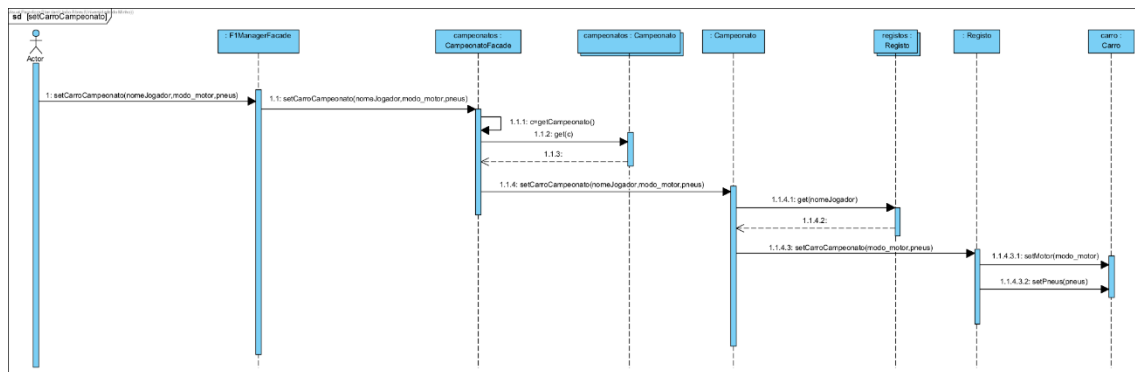 sd [setCarroCampeonato]
Actor
: F1ManagerFacade
campeonatos :
CampeonatoFacade
campeonatos : Campeonato
: Campeonato
registos :
Registo
: Registo
carro :
Carro
1: setCarroCampeonato(nomeJogador,modo_motor,pneus)
1.1: setCarroCampeonato(nomeJogador,modo_motor,pneus)
1.1.1: c=getCampeonato()
1.1.2: get(c)
1.1.3:
1.1.4: setCarroCampeonato(nomeJogador,modo_motor,pneus)
1.1.4.1: get(nomeJogador)
1.1.4.2:
1.1.4.3: setCarroCampeonato(modo_motor,pneus)
1.1.4.3.1: setMotor(modo_motor)
1.1.4.3.2: setPneus(pneus)